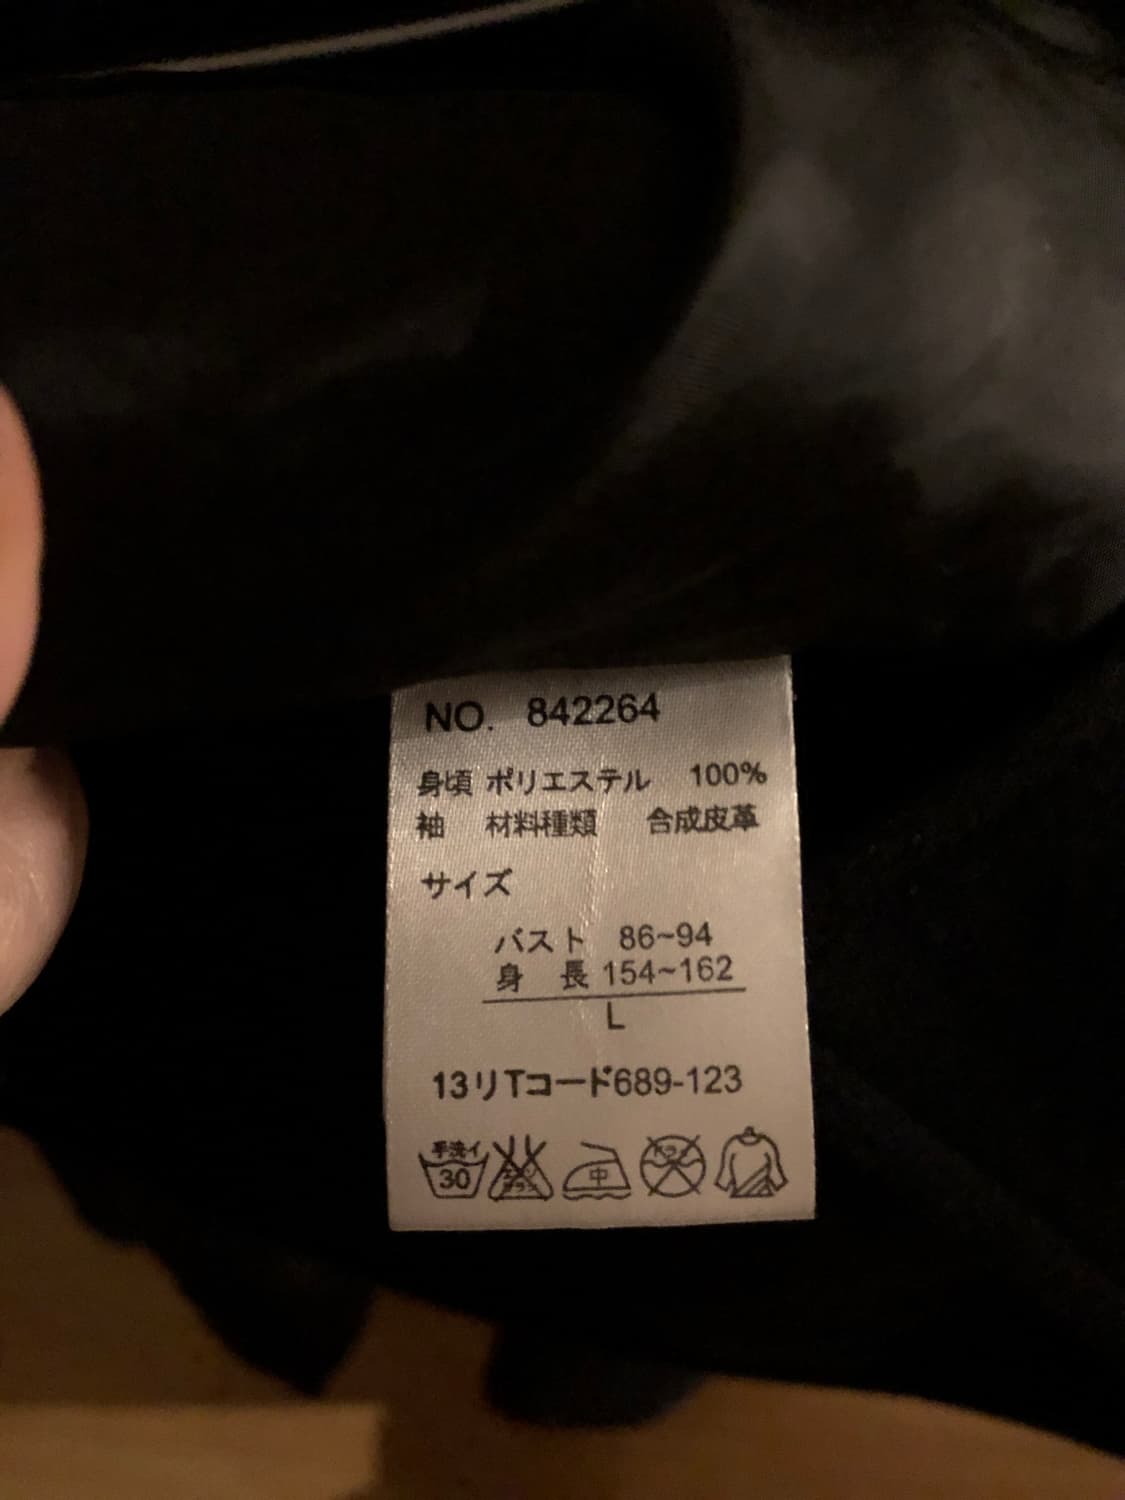 NO. 842264
身頃 ポリエステル 100%
袖 材料種類 合成皮革
サイズ
バスト 86~94
身長 154~162
L
13リTコード689-123
手洗イ 30 中